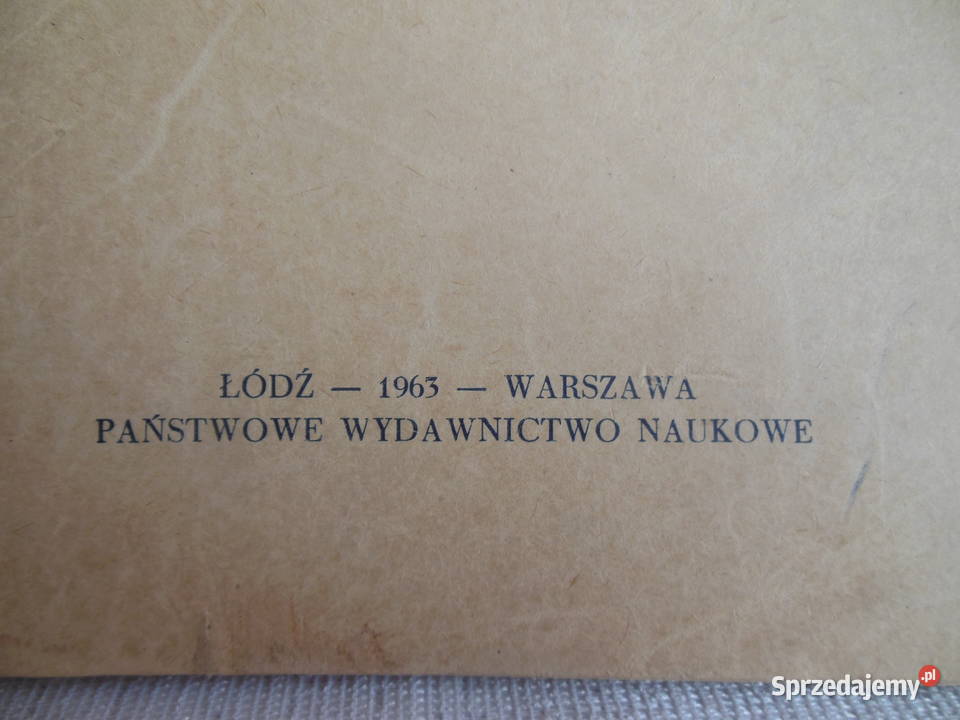 ŁÓDŹ — 1963 — WARSZAWA
PAŃSTWOWE WYDAWNICTWO NAUKOWE
Sprzedajemy.pl